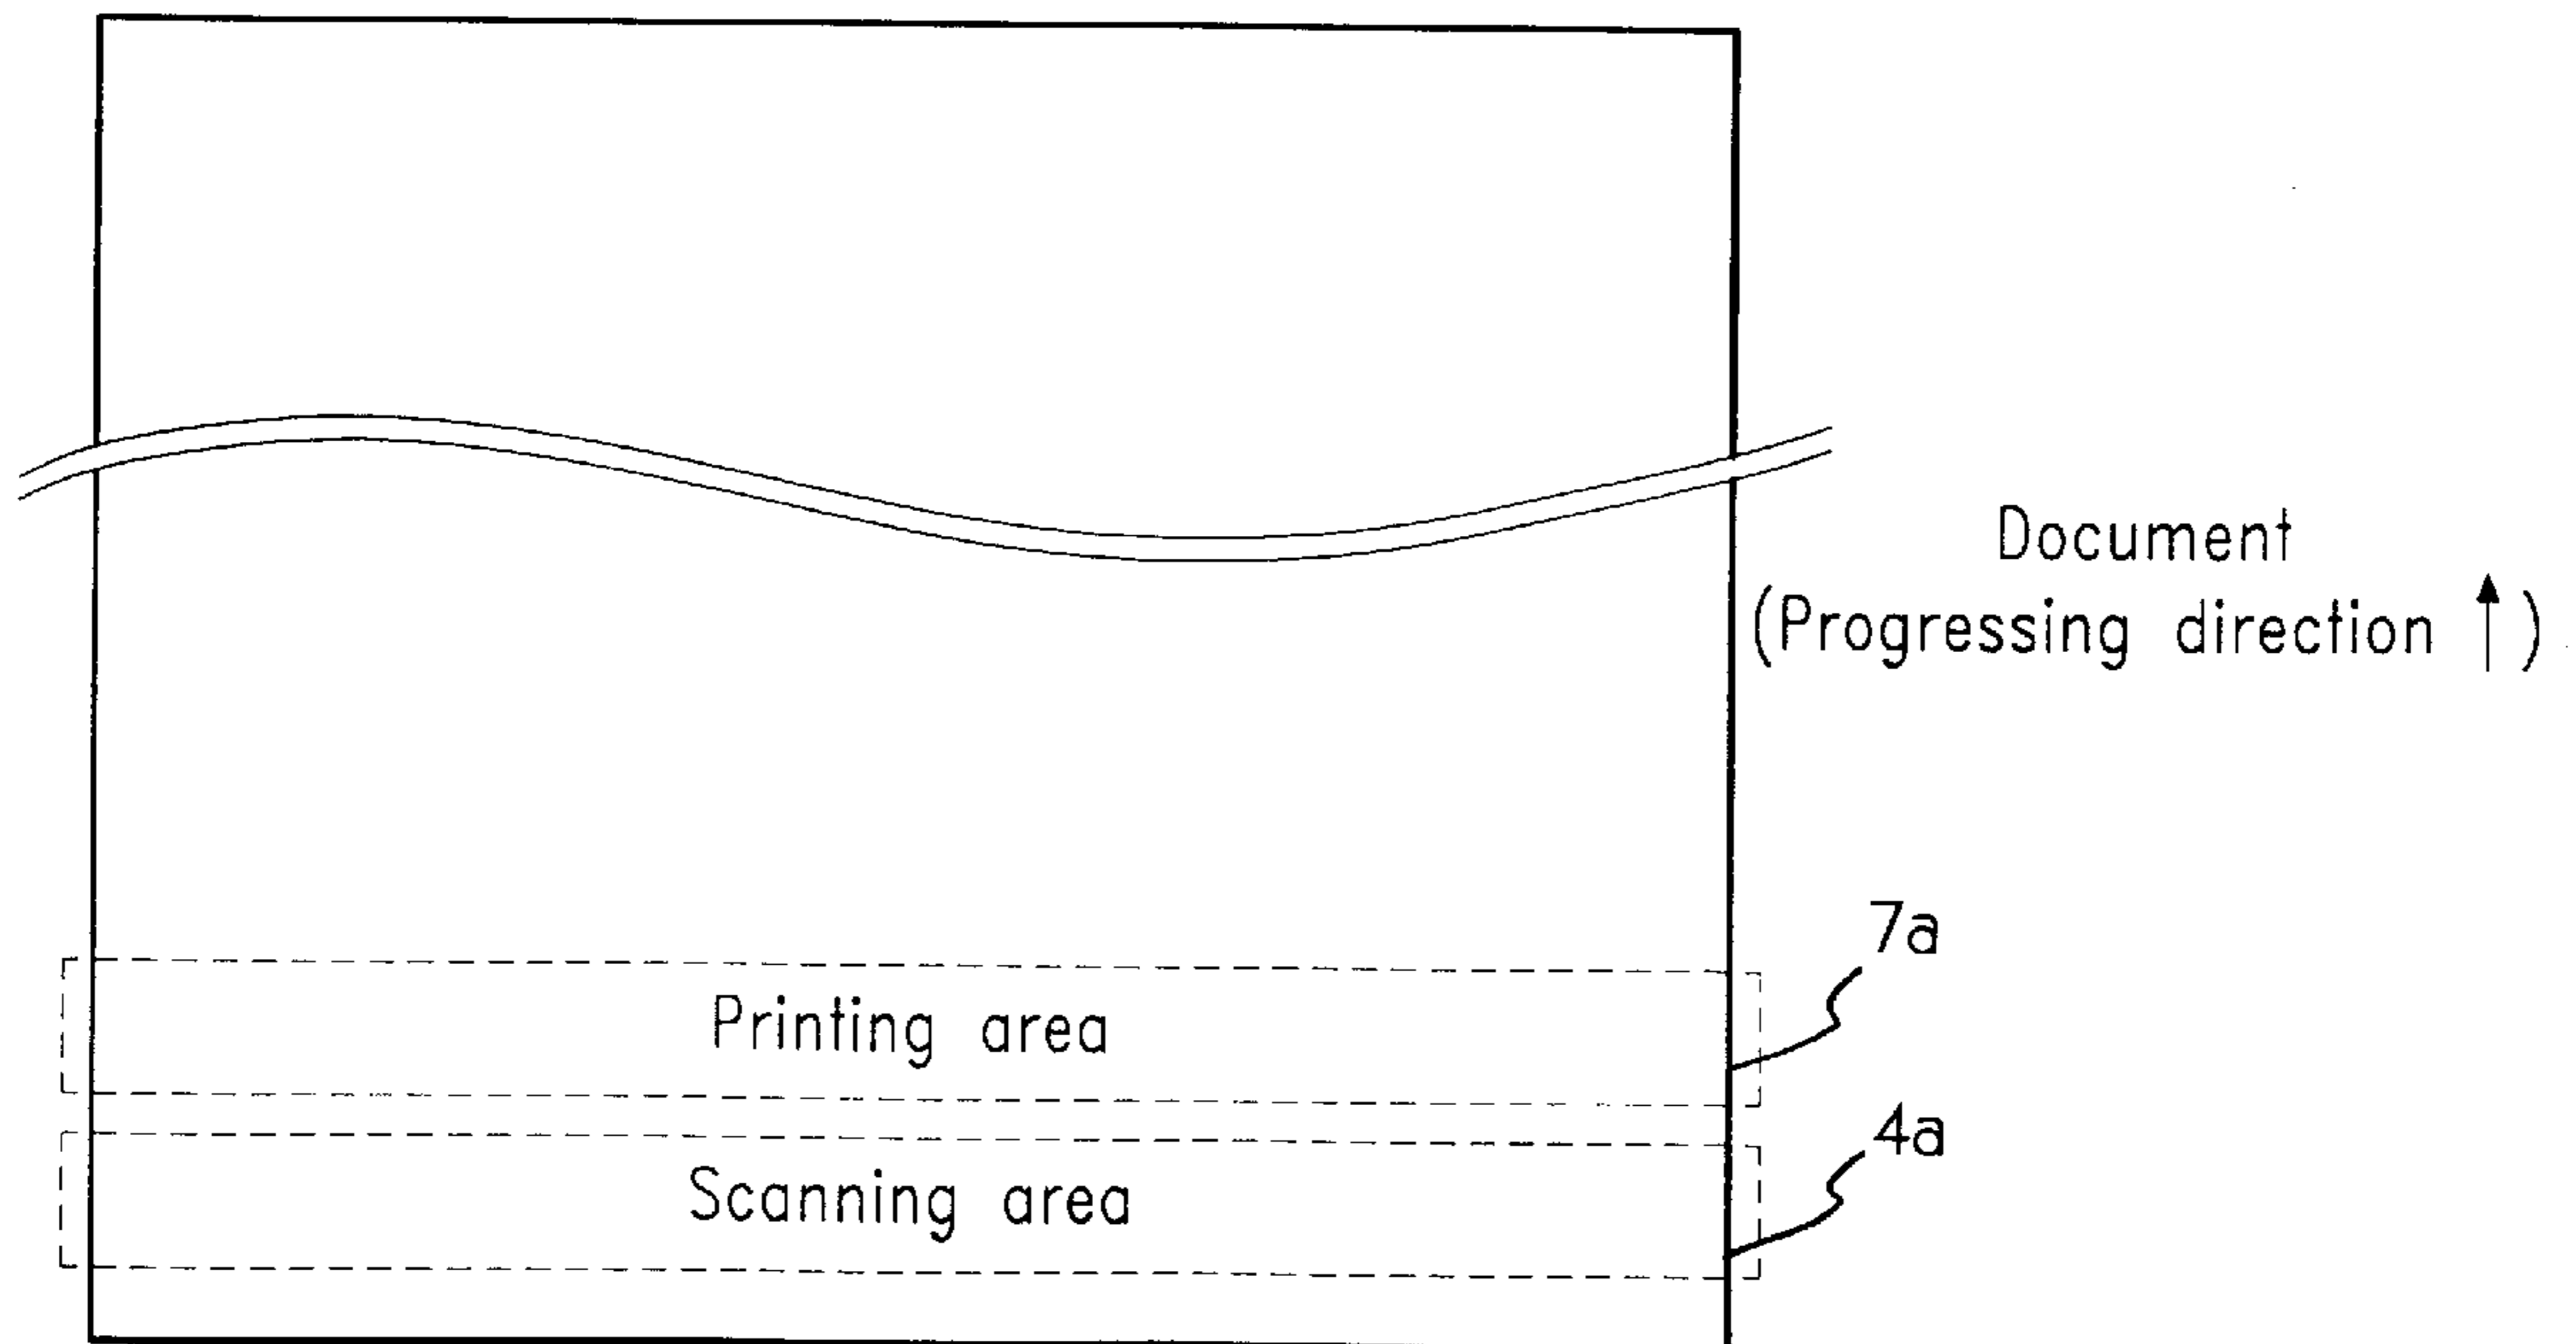 Document
(Progressing direction ↑)
7a
Printing area
4a
Scanning area